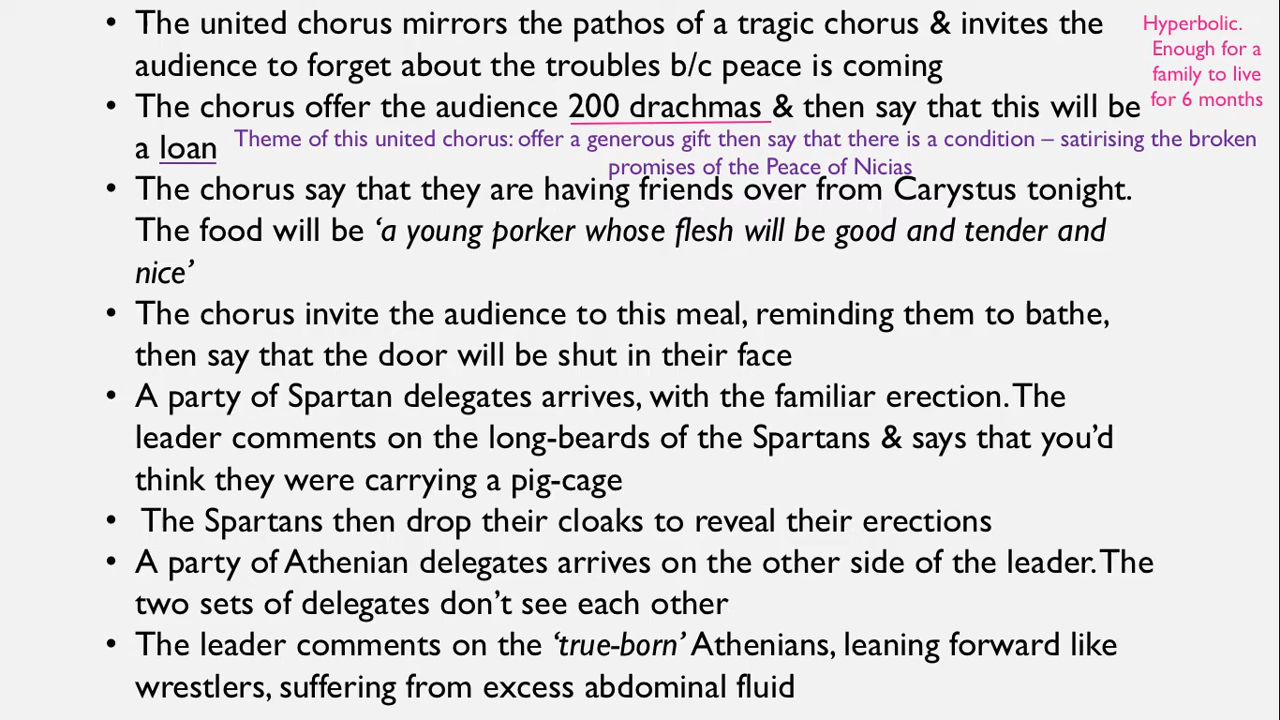 • The united chorus mirrors the pathos of a tragic chorus & invites the
audience to forget about the troubles b/c peace is coming
Hyperbolic.
Enough for a
family to live
for 6 months
• The chorus offer the audience 200 drachmas & then say that this will be
a loan
Theme of this united chorus: offer a generous gift then say that there is a condition – satirising the broken
promises of the Peace of Nicias
• The chorus say that they are having friends over from Carystus tonight.
The food will be ‘a young porker whose flesh will be good and tender and
nice’
• The chorus invite the audience to this meal, reminding them to bathe,
then say that the door will be shut in their face
• A party of Spartan delegates arrives, with the familiar erection. The
leader comments on the long-beards of the Spartans & says that you’d
think they were carrying a pig-cage
• The Spartans then drop their cloaks to reveal their erections
• A party of Athenian delegates arrives on the other side of the leader. The
two sets of delegates don’t see each other
• The leader comments on the ‘true-born’ Athenians, leaning forward like
wrestlers, suffering from excess abdominal fluid